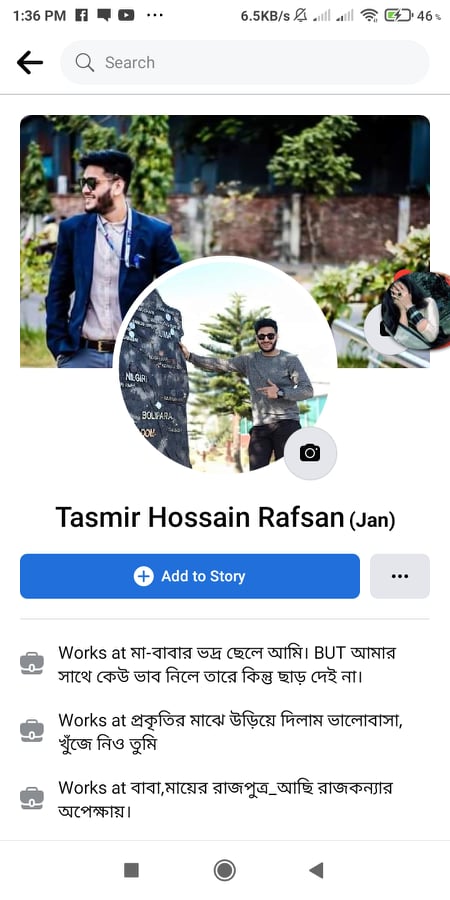 1:36 PM
6.5KB/s
46%
Search
NILGIRI
BOLIPARA
Tasmir Hossain Rafsan (Jan)
Add to Story
Works at মা-বাবার ভদ্র ছেলে আমি। BUT আমার
সাথে কেউ ভাব নিলে তারে কিন্তু ছাড় দেই না।
Works at প্রকৃতির মাঝে উড়িয়ে দিলাম ভালোবাসা,
খুঁজে নিও তুমি
Works at বাবা,মায়ের রাজপুত্র_আছি রাজকন্যার
অপেক্ষায়।